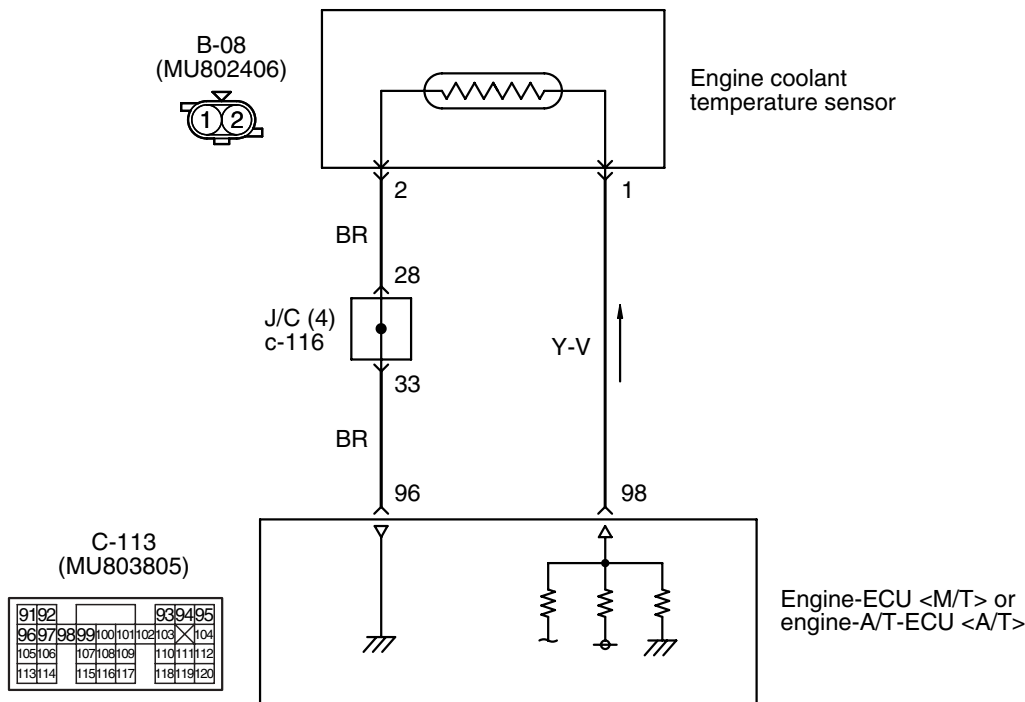 B-08
(MU802406)
1 2
Engine coolant
temperature sensor
2
1
BR
28
J/C (4)
c-116
Y-V
33
BR
96
98
C-113
(MU803805)
91 92 93 94 95
96 97 98 99 100 101 102 103 104
105 106 107 108 109 110 111 112
113 114 115 116 117 118 119 120
Engine-ECU <M/T> or
engine-A/T-ECU <A/T>